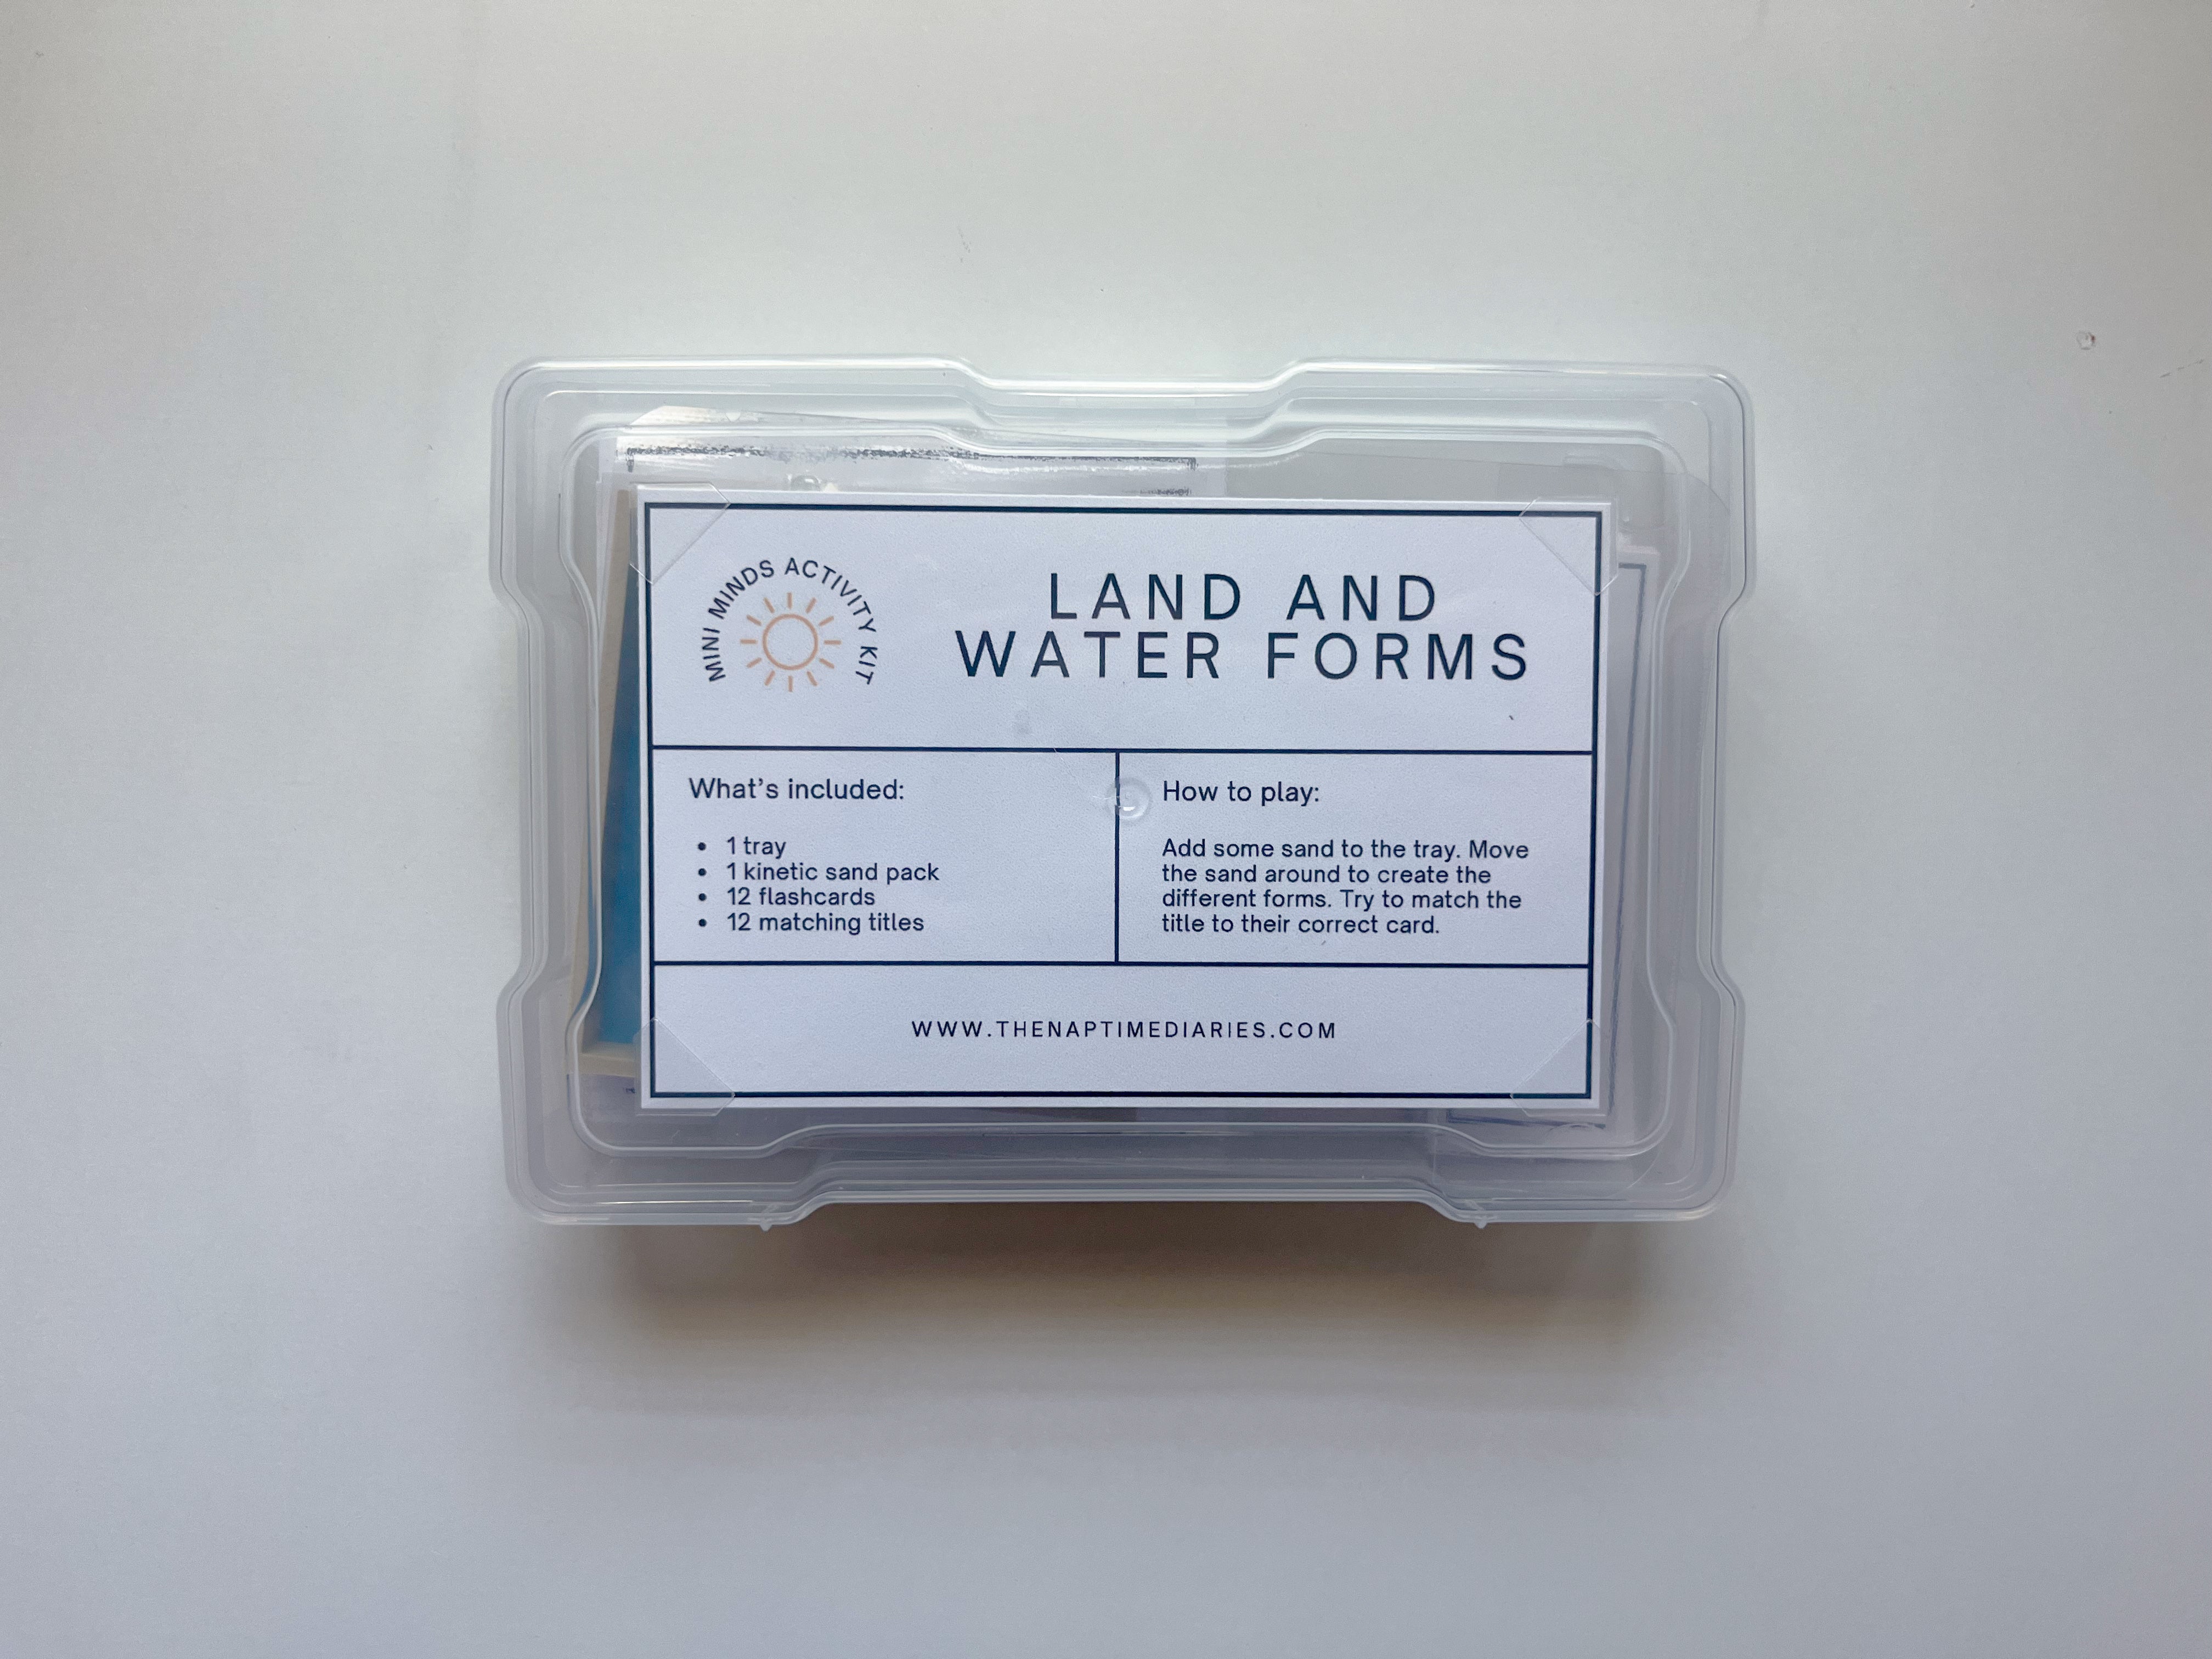 MINI MINDS ACTIVITY KIT
LAND AND
WATER FORMS
What's included:
• 1 tray
• 1 kinetic sand pack
• 12 flashcards
• 12 matching titles
How to play:
Add some sand to the tray. Move
the sand around to create the
different forms. Try to match the
title to their correct card.
WWW.THENAPTIMEDIARIES.COM